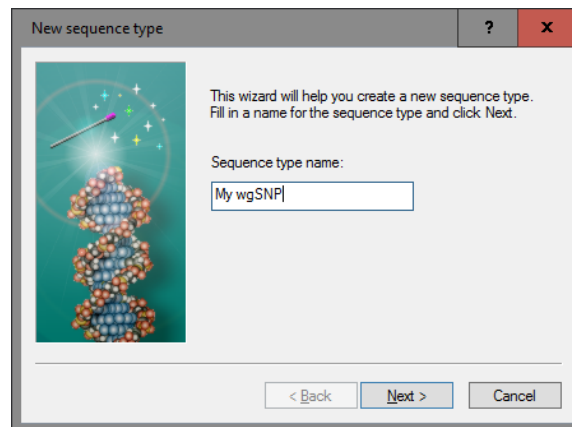 New sequence type
?
x
This wizard will help you create a new sequence type.
Fill in a name for the sequence type and click Next.
Sequence type name:
My wgSNP
< Back
Next >
Cancel